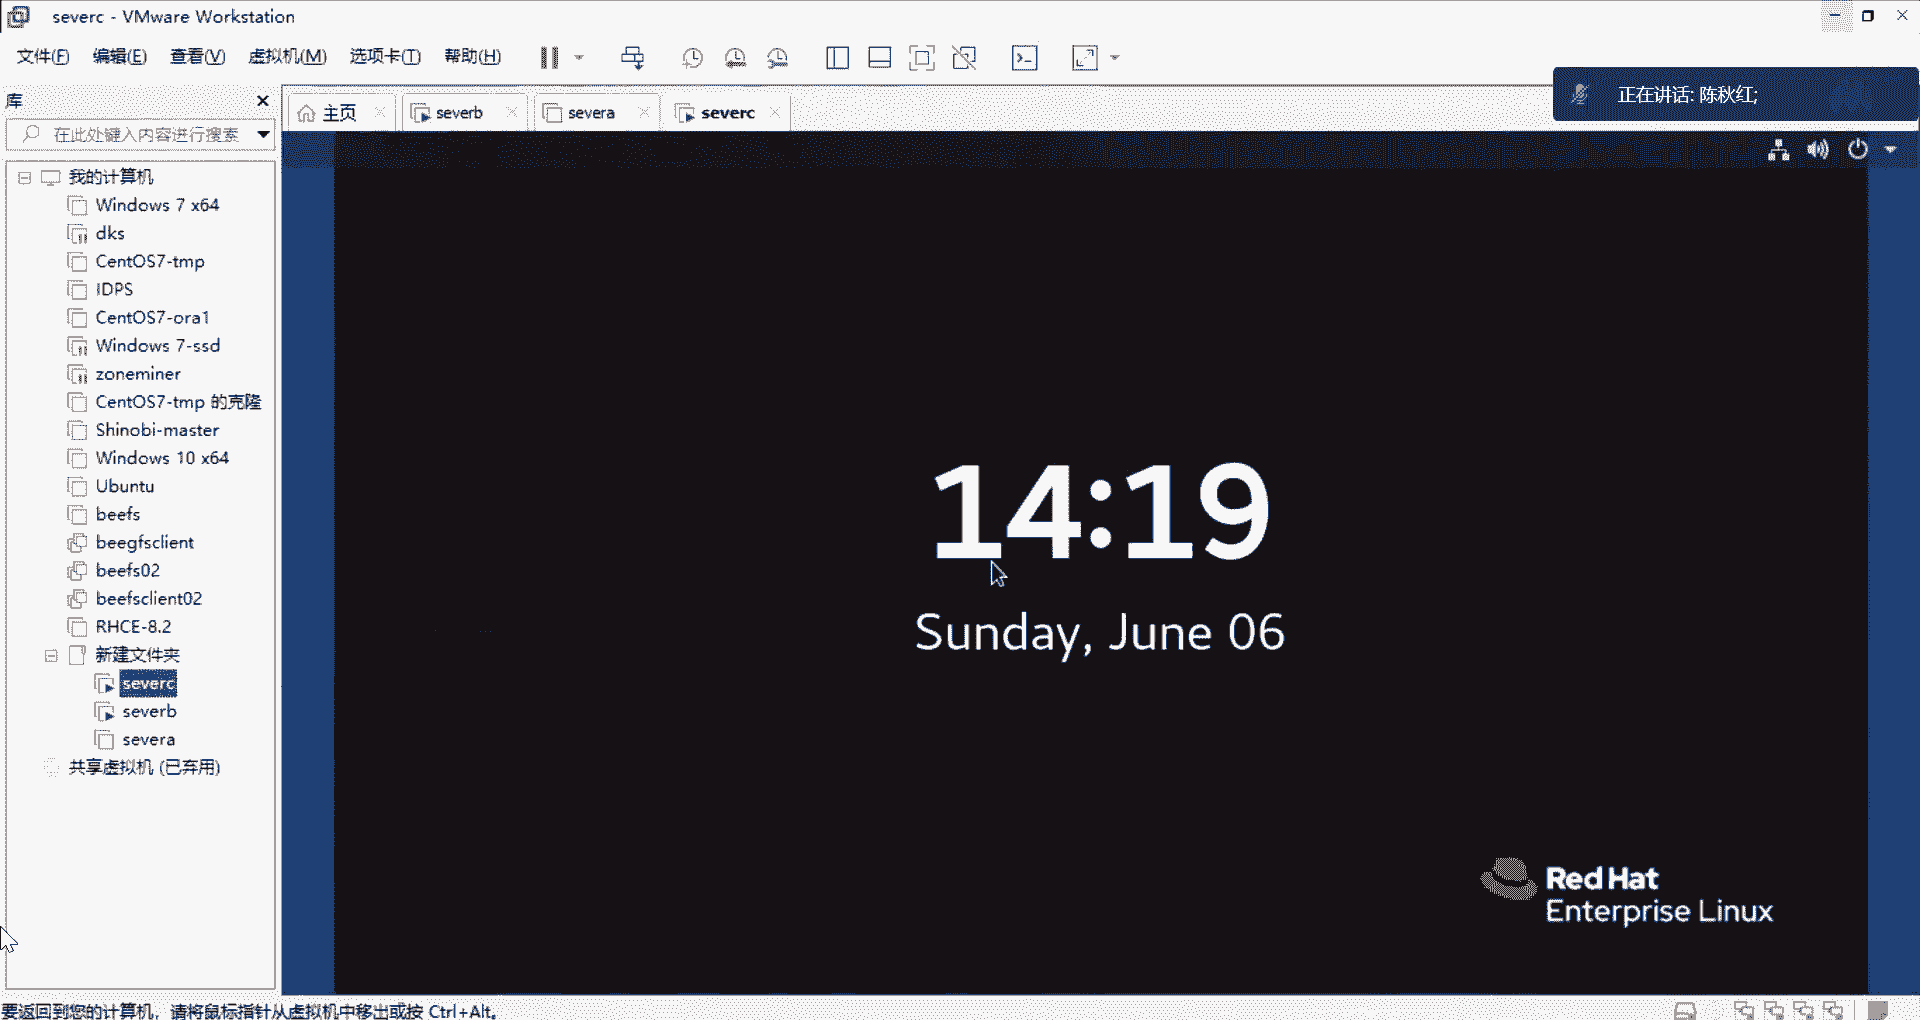 severc - VMware Workstation
文件(F) 编辑(E) 查看(V) 虚拟机(M) 选项卡(T) 帮助(H)
正在讲话: 陈秋红;
库
主页 severb severa severc
在此处键入内容进行搜索
我的计算机
Windows 7 x64
dks
CentOS7-tmp
IDPS
CentOS7-ora1
Windows 7-ssd
zoneminer
CentOS7-tmp 的克隆
Shinobi-master
Windows 10 x64
Ubuntu
beefs
beegfsclient
beefs02
beefsclient02
RHCE-8.2
新建文件夹
severc
severb
severa
共享虚拟机 (已弃用)
14:19
Sunday, June 06
Red Hat
Enterprise Linux
要返回到您的计算机，请将鼠标指针从虚拟机中移出或按 Ctrl+Alt。